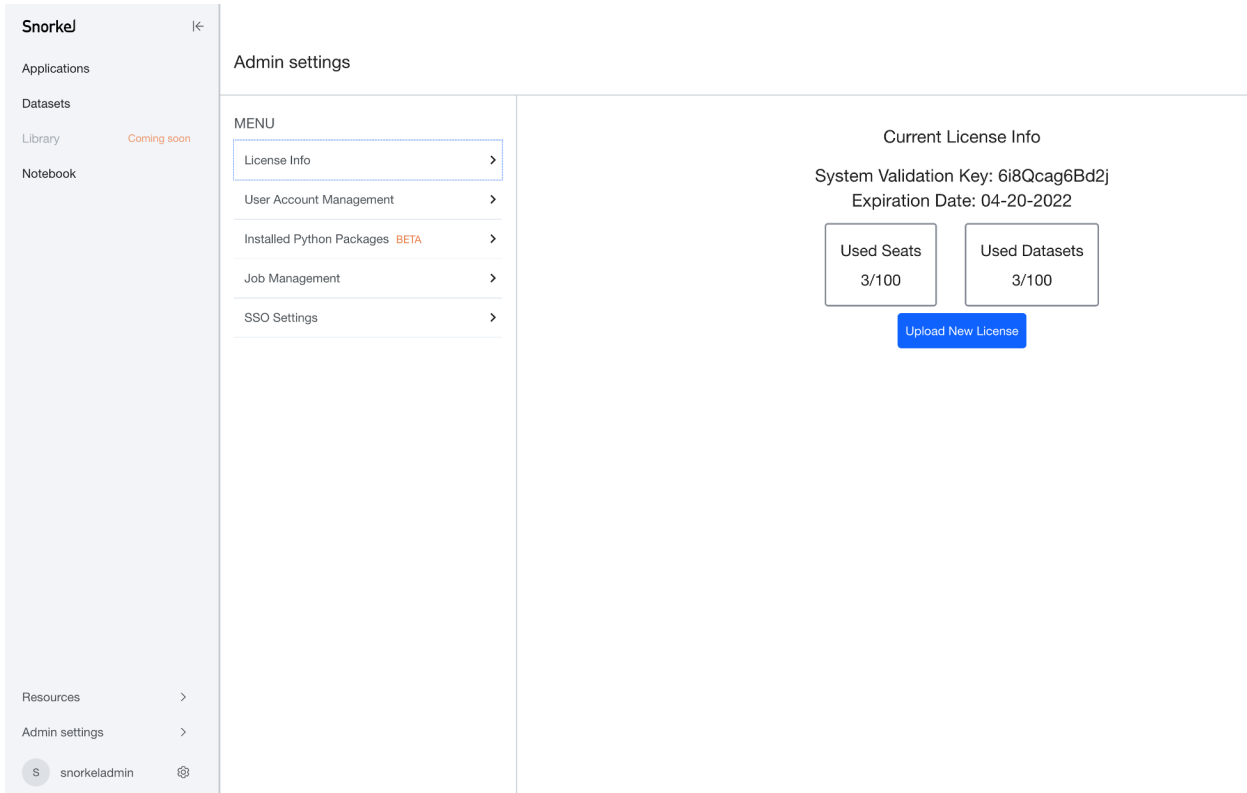 Snorkel
Applications
Datasets
Library Coming soon
Notebook
Resources
Admin settings
S snorkeladmin
Admin settings
MENU
License Info
User Account Management
Installed Python Packages BETA
Job Management
SSO Settings
Current License Info
System Validation Key: 6i8Qcag6Bd2j
Expiration Date: 04-20-2022
Used Seats
3/100
Used Datasets
3/100
Upload New License